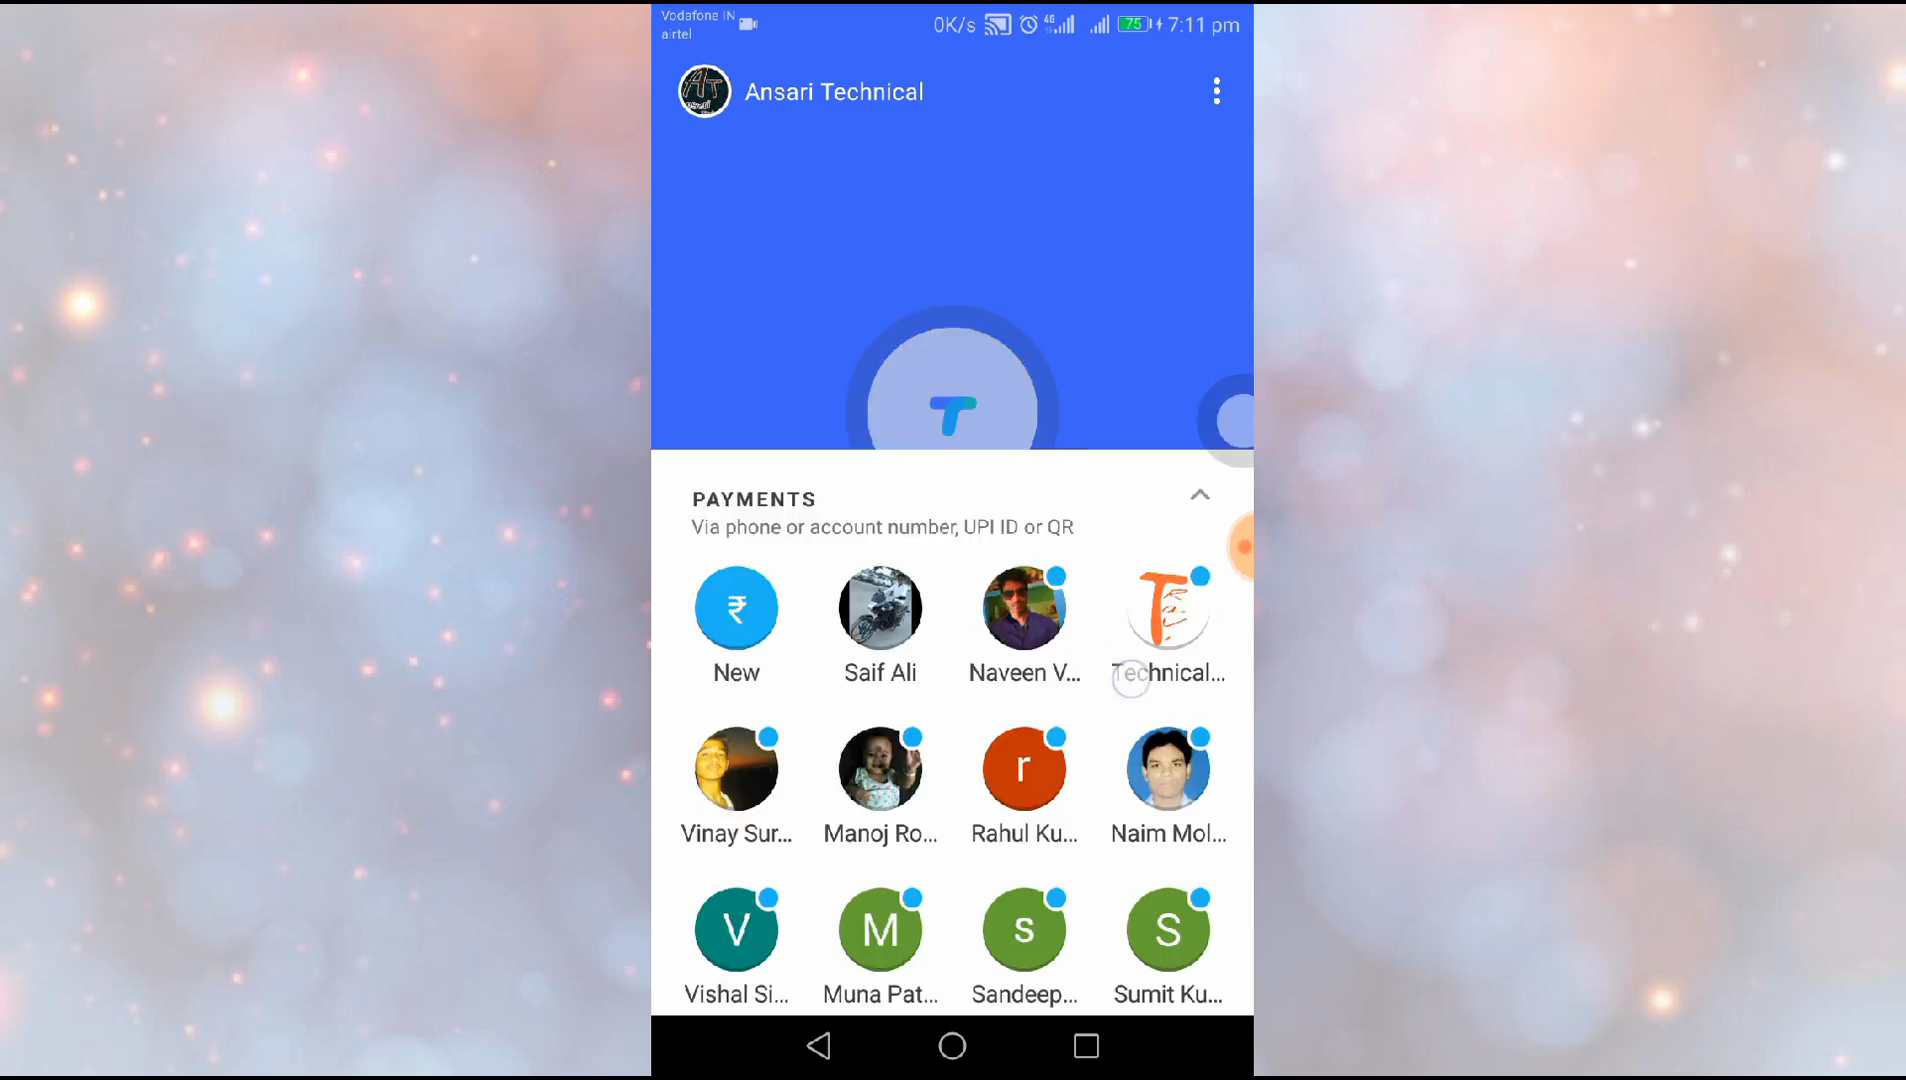 Vodafone IN
airtel
0K/s 4G 75 7:11 pm
Ansari Technical
T
PAYMENTS
Via phone or account number, UPI ID or QR
₹
New
Saif Ali
Naveen V...
Technical...
Vinay Sur...
Manoj Ro...
r
Rahul Ku...
Naim Mol...
V
Vishal Si...
M
Muna Pat...
s
Sandeep...
S
Sumit Ku...